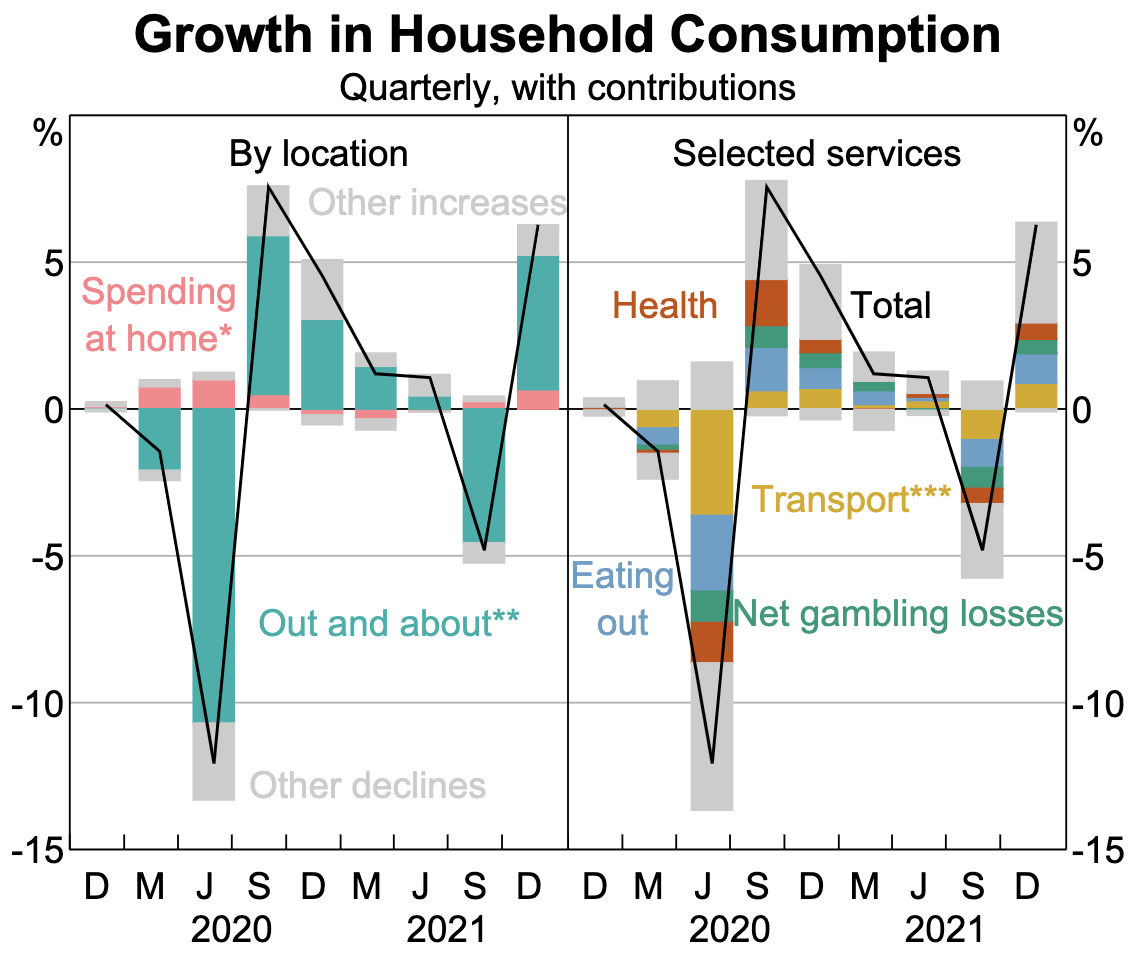 Growth in Household Consumption
Quarterly, with contributions
%
%
By location
Selected services
Other increases
5
5
Spending
at home*
Health
Total
0
0
Transport***
-5
-5
Eating
out
Out and about**
Net gambling losses
-10
-10
Other declines
-15
-15
D M J S D M J S D
D M J S D M J S D
2020 2021
2020 2021